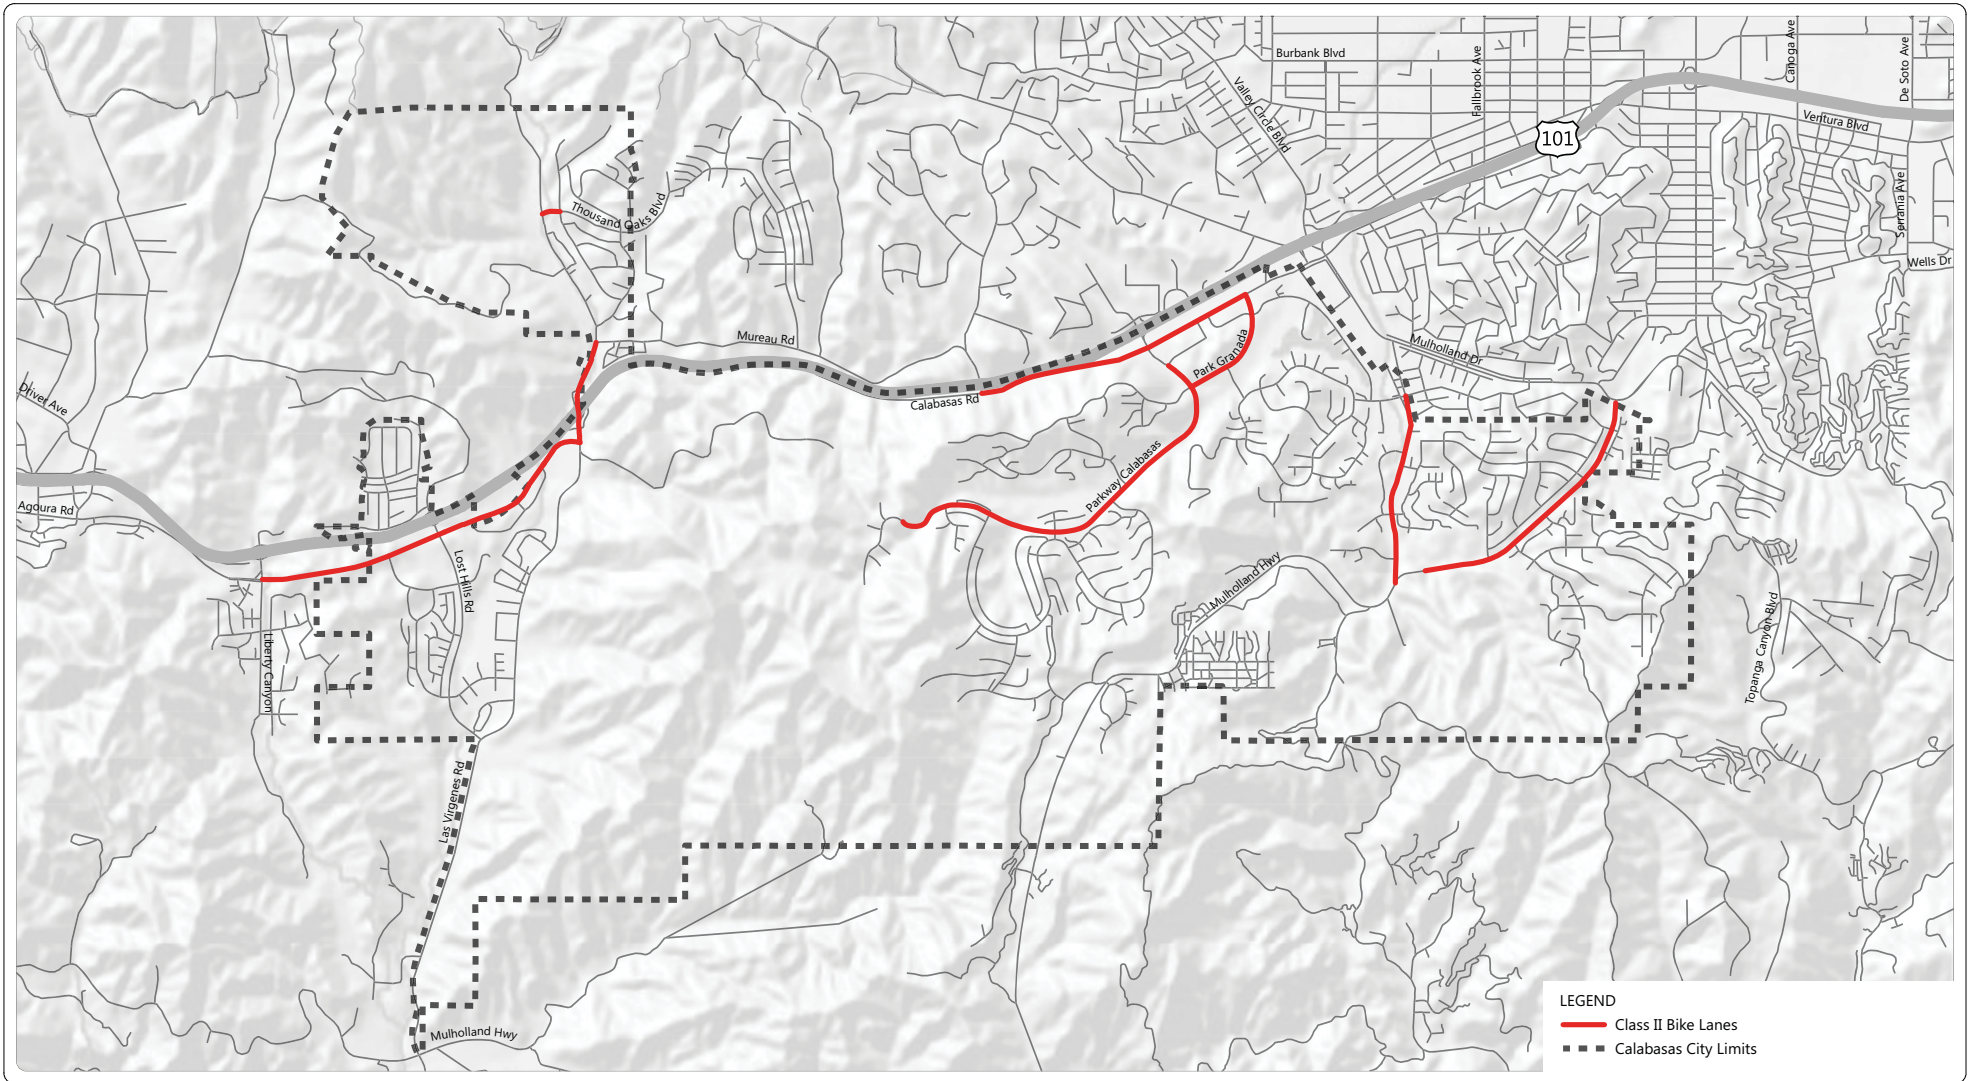 Burbank Blvd
Valley Circle Blvd
Fallbrook Ave
Canoga Ave
De Soto Ave
101
Ventura Blvd
Serrania Ave
Wells Dr
Thousand Oaks Blvd
Mureau Rd
Calabasas Rd
Park Granada
Mulholland Dr
Driver Ave
Agoura Rd
Parkway Calabasas
Lost Hills Rd
Liberty Canyon
Mulholland Hwy
Topanga Canyon Blvd
Las Virgenes Rd
Mulholland Hwy
LEGEND
Class II Bike Lanes
Calabasas City Limits